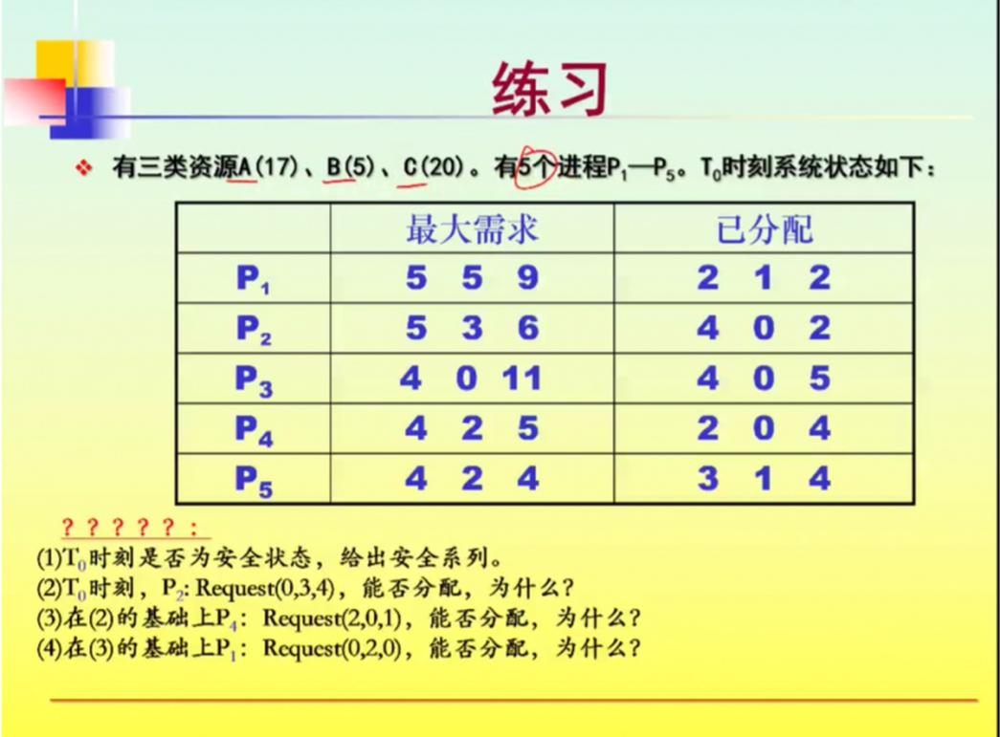 练习
❖ 有三类资源A(17)、B(5)、C(20)。有5个进程P₁—P₅。T₀时刻系统状态如下：
最大需求 已分配
P₁ 5 5 9 2 1 2
P₂ 5 3 6 4 0 2
P₃ 4 0 11 4 0 5
P₄ 4 2 5 2 0 4
P₅ 4 2 4 3 1 4
？？？？？：
(1)T₀时刻是否为安全状态，给出安全系列。
(2)T₀时刻，P₂: Request(0,3,4)，能否分配，为什么？
(3)在(2)的基础上P₄：Request(2,0,1)，能否分配，为什么？
(4)在(3)的基础上P₁：Request(0,2,0)，能否分配，为什么？